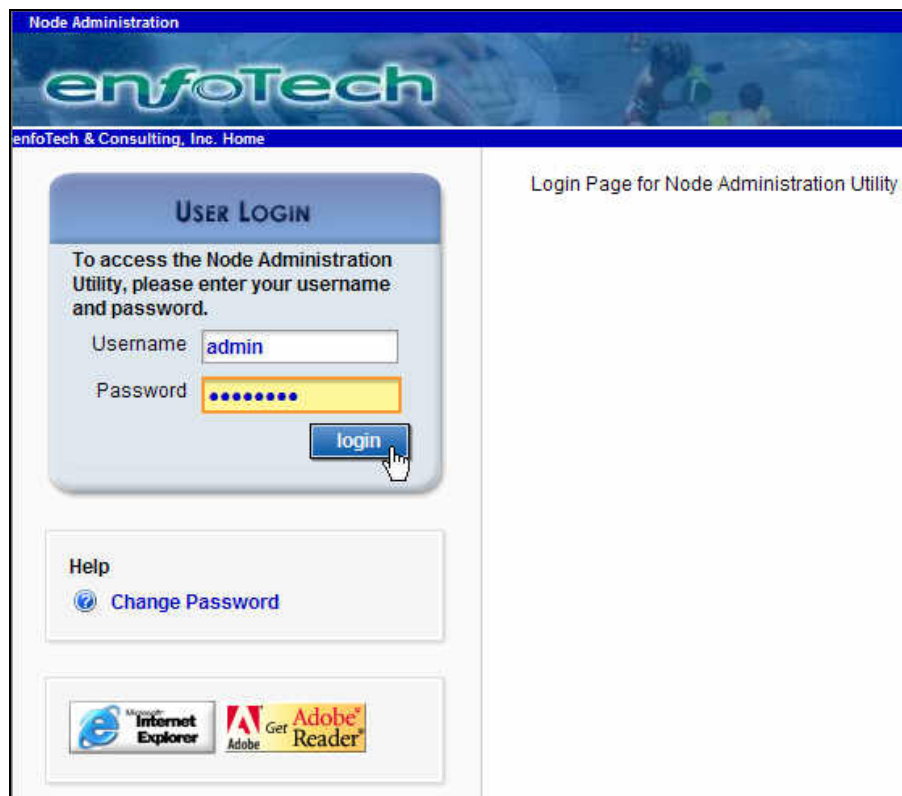 Node Administration
enfoTech
enfoTech & Consulting, Inc. Home
USER LOGIN
To access the Node Administration
Utility, please enter your username
and password.
Username admin
Password ••••••••
login
Help
Change Password
Login Page for Node Administration Utility
Microsoft
Internet
Explorer
Adobe
Get Adobe®
Reader®